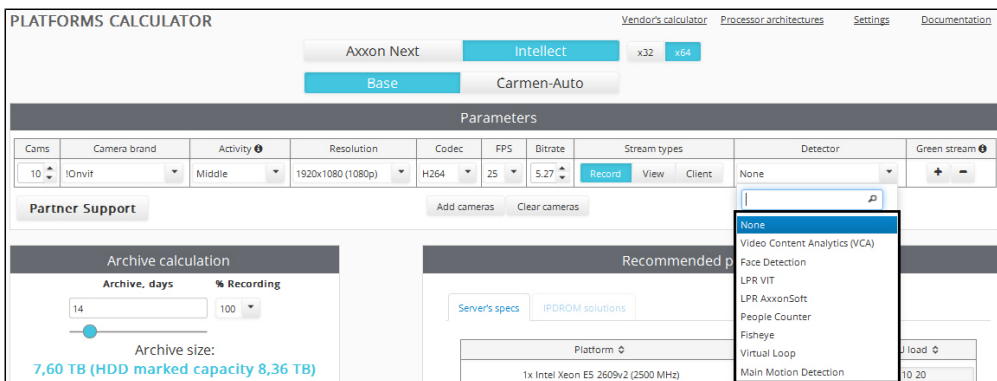 PLATFORMS CALCULATOR
Vendor's calculator Processor architectures Settings Documentation
Axxon Next Intellect x32 x64
Base Carmen-Auto
Parameters
Cams Camera brand Activity Resolution Codec FPS Bitrate Stream types Detector Green stream
10 !Onvif Middle 1920x1080 (1080p) H264 25 5.27 Record View Client None + -
Partner Support Add cameras Clear cameras
None
Video Content Analytics (VCA)
Face Detection
LPR VIT
LPR AxxonSoft
People Counter
Fisheye
Virtual Loop
Main Motion Detection
Archive calculation
Archive, days % Recording
14 100
Archive size:
7,60 TB (HDD marked capacity 8,36 TB)
Recommended
Server's specs IPDROM solutions
Platform load
1x Intel Xeon E5 2609v2 (2500 MHz) 10 20